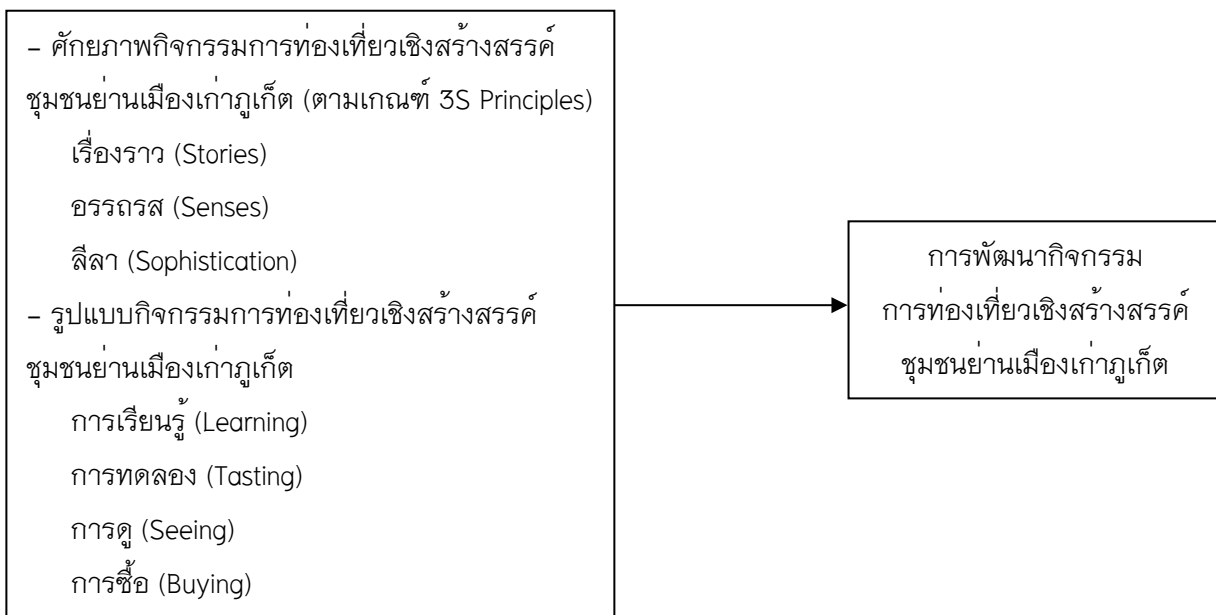 – ศักยภาพกิจกรรมการท่องเที่ยวเชิงสร้างสรรค์
ชุมชนย่านเมืองเก่าภูเก็ต (ตามเกณฑ์ 3S Principles)
เรื่องราว (Stories)
อรรถรส (Senses)
ลีลา (Sophistication)
– รูปแบบกิจกรรมการท่องเที่ยวเชิงสร้างสรรค์
ชุมชนย่านเมืองเก่าภูเก็ต
การเรียนรู้ (Learning)
การทดลอง (Tasting)
การดู (Seeing)
การซื้อ (Buying)
การพัฒนากิจกรรม
การท่องเที่ยวเชิงสร้างสรรค์
ชุมชนย่านเมืองเก่าภูเก็ต